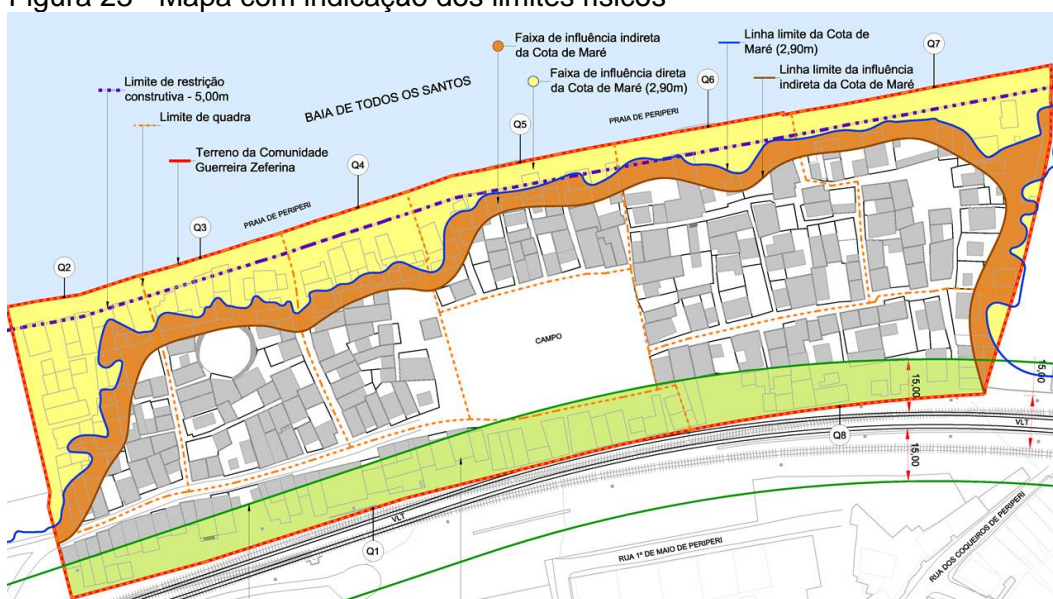 Figura 23 - Mapa com indicação dos limites físicos
Faixa de influência indireta
da Cota de Maré
Linha limite da Cota de
Maré (2,90m)
Q7
Limite de restrição
construtiva - 5,00m
BAIA DE TODOS OS SANTOS
Faixa de influência direta
da Cota de Maré (2,90m)
Q6
Linha limite da influência
indireta da Cota de Maré
Limite de quadra
Q5
PRAIA DE PERIPERI
Terreno da Comunidade
Guerreira Zeferina
Q4
PRAIA DE PERIPERI
Q3
Q2
CAMPO
15,00
15,00
VLT
Q8
15,00
VLT
Q1
RUA 1º DE MAIO DE PERIPERI
RUA DOS COQUEIROS DE PERIPERI